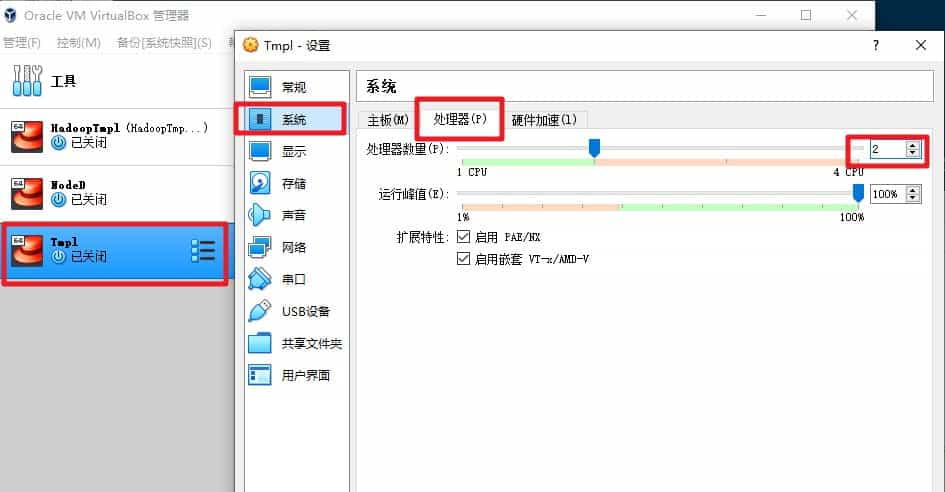 Oracle VM VirtualBox 管理器
管理(F) 控制(M) 备份[系统快照](S)
工具
64 HadoopTmpl (HadoopTmp...)
已关闭
64 NodeD
已关闭
64 Tmpl
已关闭
Tmpl - 设置
?
常规
系统
显示
存储
声音
网络
串口
USB设备
共享文件夹
用户界面
系统
主板(M) 处理器(P) 硬件加速(l)
处理器数量(P): 2
1 CPU 4 CPU
运行峰值(E): 100%
1% 100%
扩展特性: 启用 PAE/NX
启用嵌套 VT-x/AMD-V